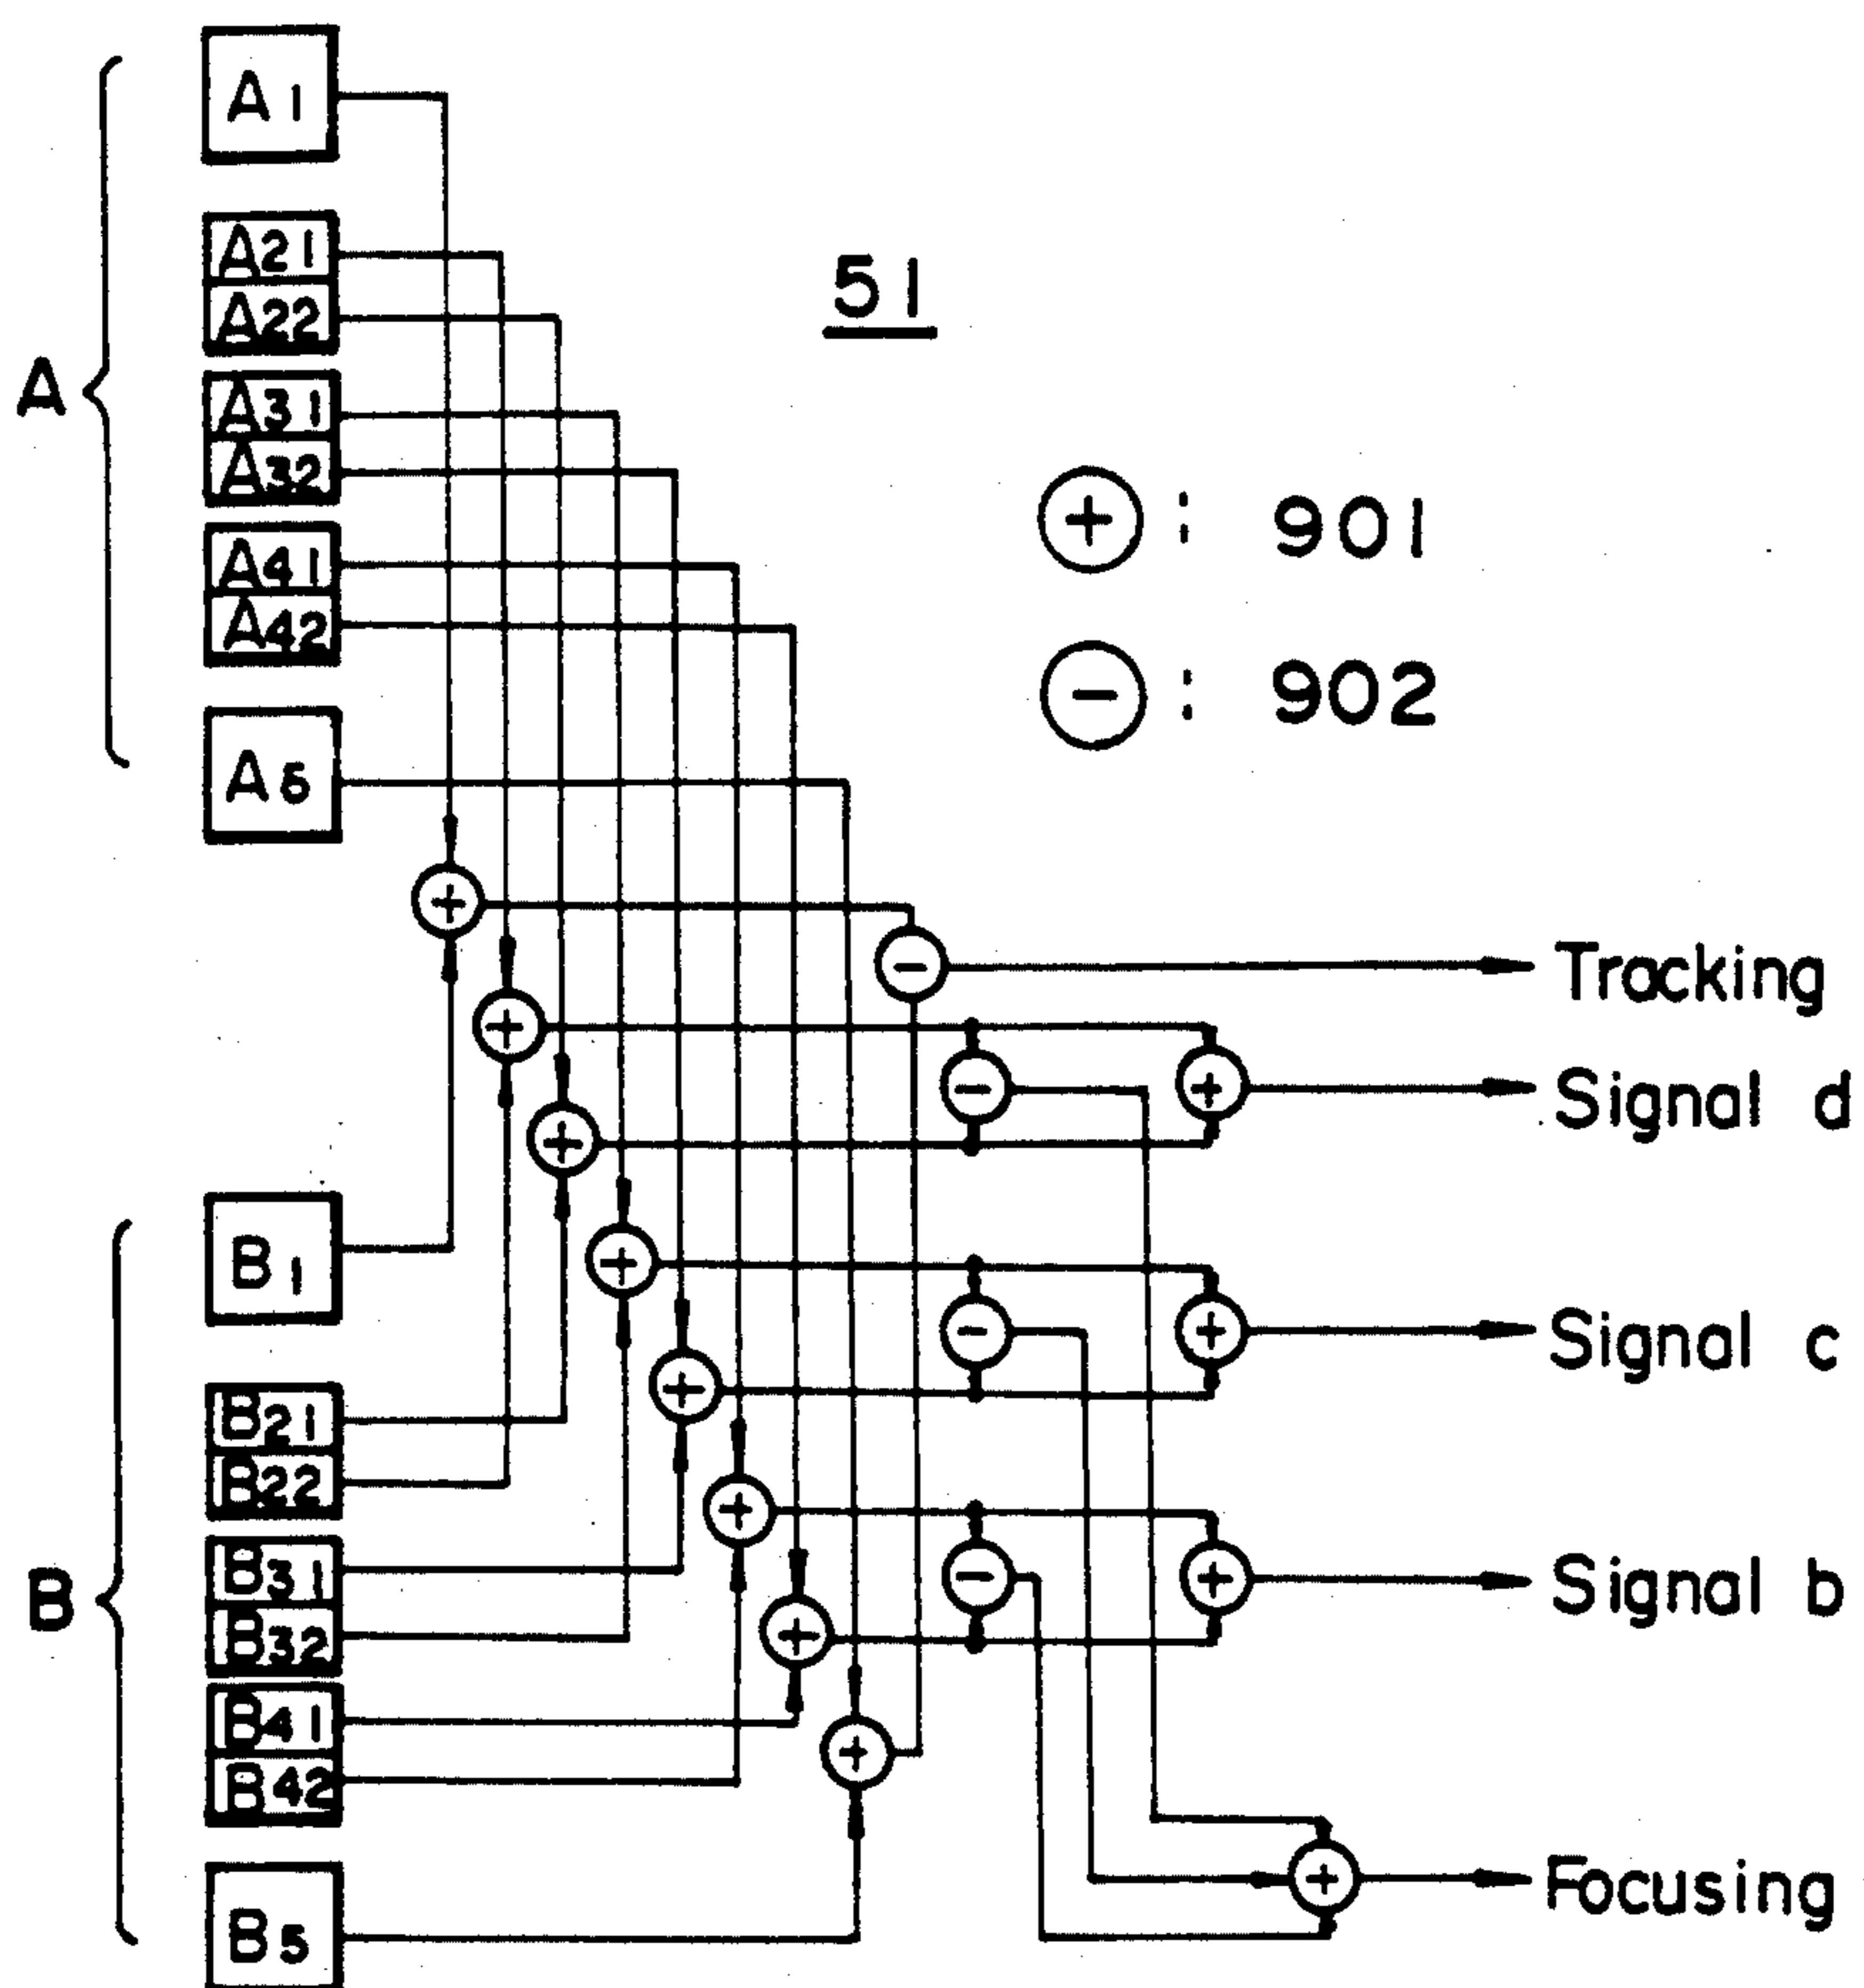 A
A1
A21
A22
A31
A32
A41
A42
A5
51
+ : 901
− : 902
Tracking
Signal d
Signal c
Signal b
Focusing
B
B1
B21
B22
B31
B32
B41
B42
B5